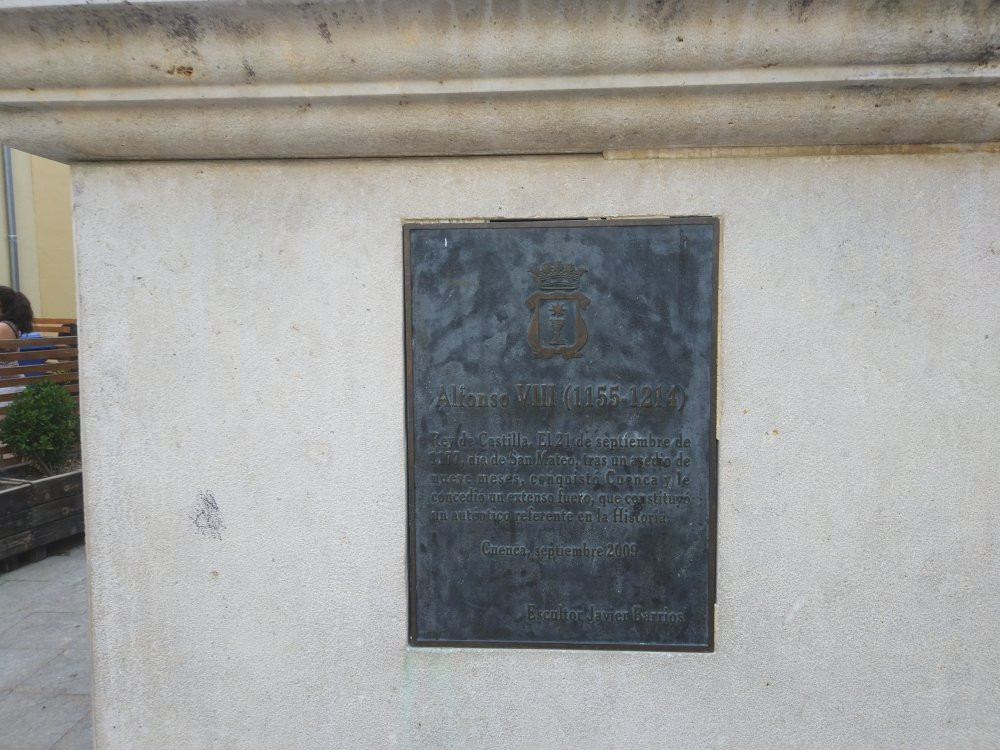 Alfonso VIII (1155-1214)
Rey de Castilla. El 21 de septiembre de
1177, día de San Mateo, tras un asedio de
nueve meses, conquistó Cuenca y le
concedió un extenso fuero, que constituyó
un auténtico referente en la Historia.
Cuenca, septiembre 2009
Escultor Javier Barrios